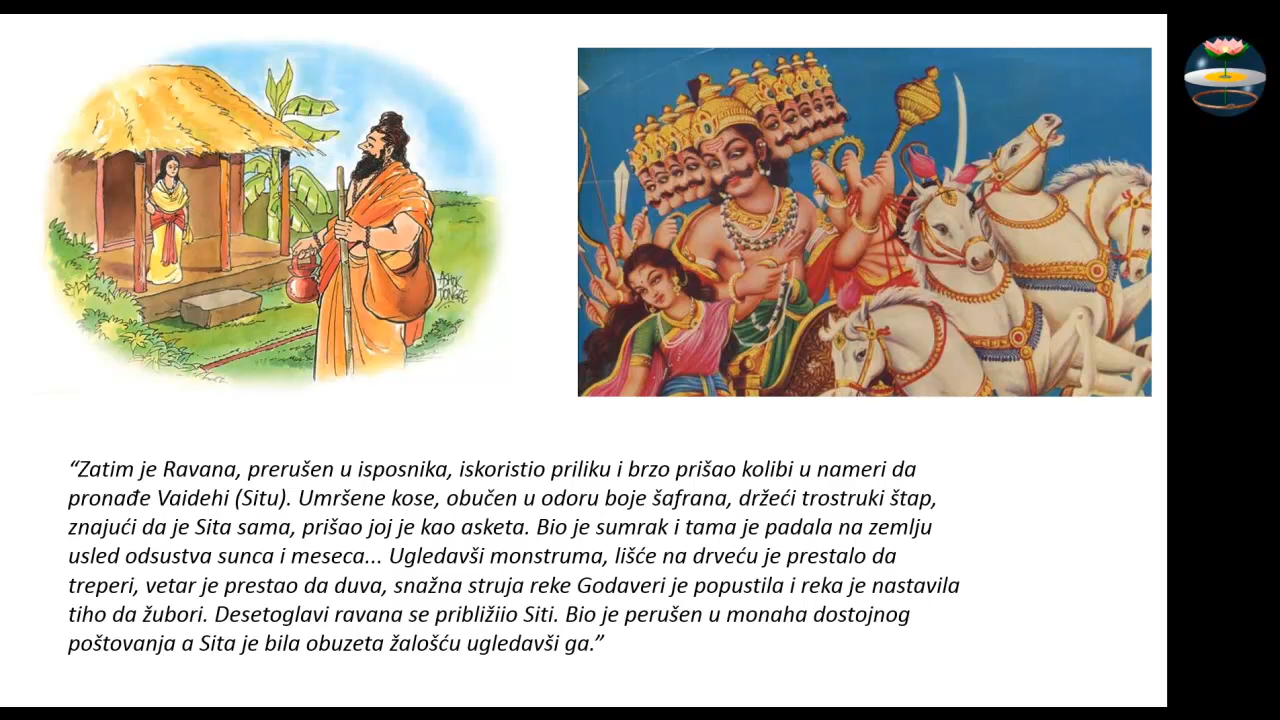 ASHOK
TONGRE
“Zatim je Ravana, prerušen u isposnika, iskoristio priliku i brzo prišao kolibi u nameri da
pronađe Vaidehi (Situ). Umršene kose, obučen u odoru boje šafrana, držeći trostruki štap,
znajući da je Sita sama, prišao joj je kao asketa. Bio je sumrak i tama je padala na zemlju
usled odsustva sunca i meseca... Ugledavši monstruma, lišće na drveću je prestalo da
treperi, vetar je prestao da duva, snažna struja reke Godaveri je popustila i reka je nastavila
tiho da žubori. Desetoglavi ravana se približiio Siti. Bio je perušen u monaha dostojnog
poštovanja a Sita je bila obuzeta žalošću ugledavši ga.”